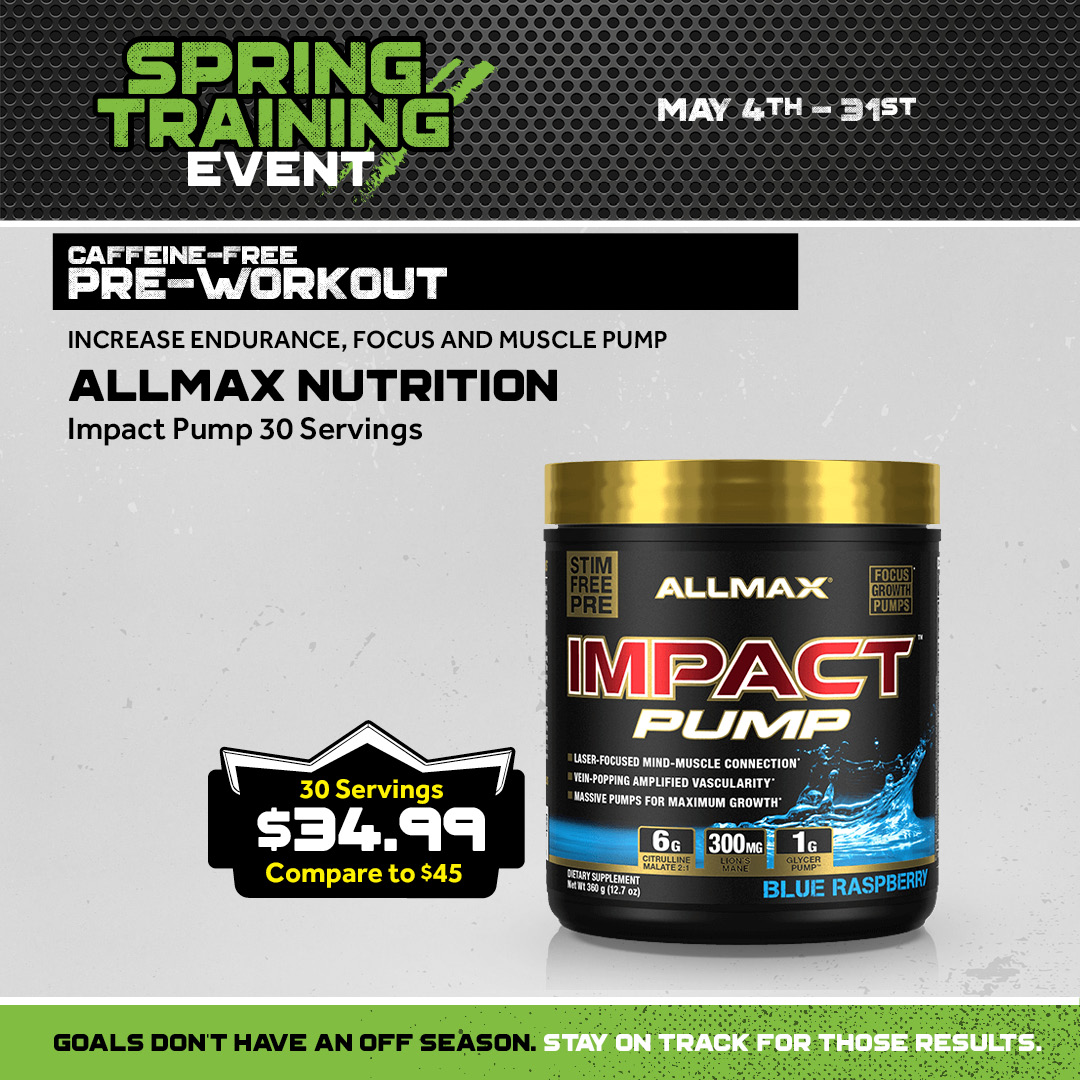 SPRING
TRAINING
EVENT
MAY 4TH – 31ST
CAFFEINE-FREE
PRE-WORKOUT
INCREASE ENDURANCE, FOCUS AND MUSCLE PUMP
ALLMAX NUTRITION
Impact Pump 30 Servings
STIM
FREE
PRE
ALLMAX®
FOCUS
GROWTH
PUMPS
IMPACT™
PUMP
LASER-FOCUSED MIND-MUSCLE CONNECTION*
VEIN-POPPING AMPLIFIED VASCULARITY*
MASSIVE PUMPS FOR MAXIMUM GROWTH*
6G
CITRULLINE
MALATE 2:1
300MG
LION'S
MANE
1G
GLYCER
PUMP™
DIETARY SUPPLEMENT
Net Wt 360 g (12.7 oz)
BLUE RASPBERRY
30 Servings
$34.99
Compare to $45
GOALS DON'T HAVE AN OFF SEASON. STAY ON TRACK FOR THOSE RESULTS.